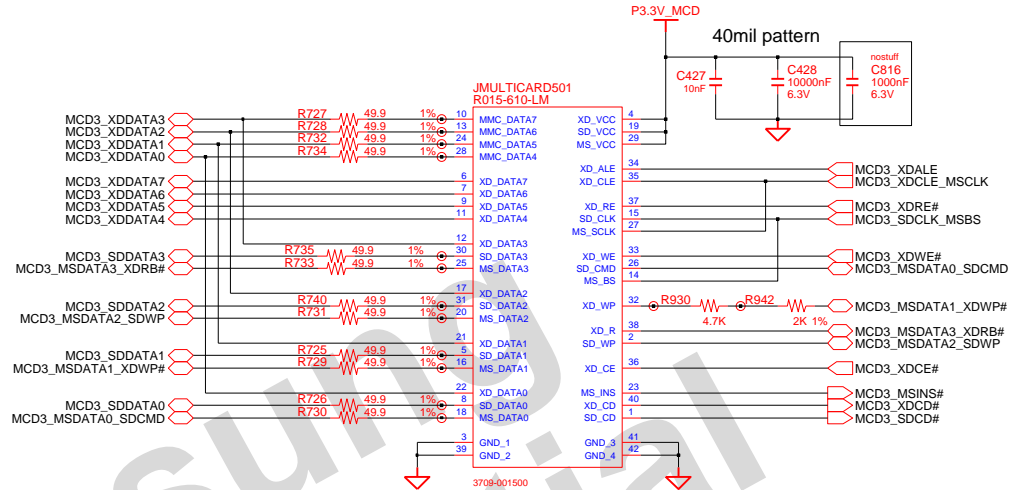 P3.3V_MCD
40mil pattern
nostuff
C427
10nF
C428
10000nF
6.3V
C816
1000nF
6.3V
JMULTICARD501
R015-610-LM
MCD3_XDDATA3 R727 49.9 1% 10 MMC_DATA7 XD_VCC 4
MCD3_XDDATA2 R728 49.9 1% 13 MMC_DATA6 SD_VCC 19
MCD3_XDDATA1 R732 49.9 1% 24 MMC_DATA5 MS_VCC 29
MCD3_XDDATA0 R734 49.9 1% 28 MMC_DATA4
XD_ALE 34 MCD3_XDALE
MCD3_XDDATA7 6 XD_DATA7 XD_CLE 35 MCD3_XDCLE_MSCLK
MCD3_XDDATA6 7 XD_DATA6
MCD3_XDDATA5 9 XD_DATA5 XD_RE 37 MCD3_XDRE#
MCD3_XDDATA4 11 XD_DATA4 SD_CLK 15 MCD3_SDCLK_MSBS
MS_SCLK 27
12 XD_DATA3
MCD3_SDDATA3 R735 49.9 1% 30 SD_DATA3 XD_WE 33 MCD3_XDWE#
MCD3_MSDATA3_XDRB# R733 49.9 1% 25 MS_DATA3 SD_CMD 26 MCD3_MSDATA0_SDCMD
MS_BS 14
17 XD_DATA2
MCD3_SDDATA2 R740 49.9 1% 31 SD_DATA2 XD_WP 32 R930 4.7K R942 2K 1% MCD3_MSDATA1_XDWP#
MCD3_MSDATA2_SDWP R731 49.9 1% 20 MS_DATA2
XD_R 38 MCD3_MSDATA3_XDRB#
21 XD_DATA1 SD_WP 2 MCD3_MSDATA2_SDWP
MCD3_SDDATA1 R725 49.9 1% 5 SD_DATA1
MCD3_MSDATA1_XDWP# R729 49.9 1% 16 MS_DATA1 XD_CE 36 MCD3_XDCE#
22 XD_DATA0 MS_INS 23 MCD3_MSINS#
MCD3_SDDATA0 R726 49.9 1% 8 SD_DATA0 XD_CD 40 MCD3_XDCD#
MCD3_MSDATA0_SDCMD R730 49.9 1% 18 MS_DATA0 SD_CD 1 MCD3_SDCD#
3 GND_1 GND_3 41
39 GND_2 GND_4 42
3709-001500